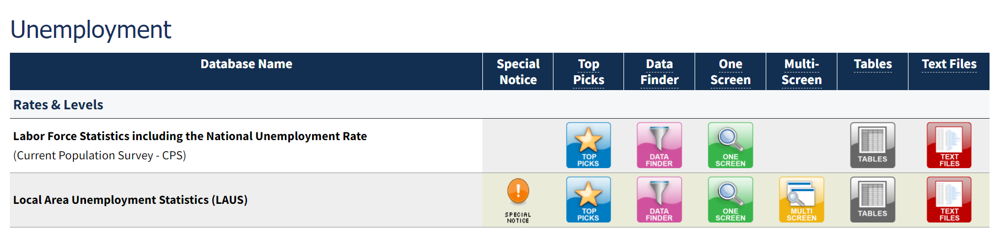 Unemployment
Database Name
Special
Notice
Top
Picks
Data
Finder
One
Screen
Multi-
Screen
Tables
Text Files
Rates & Levels
Labor Force Statistics including the National Unemployment Rate
(Current Population Survey - CPS)
TOP
PICKS
DATA
FINDER
ONE
SCREEN
TABLES
TEXT
FILES
Local Area Unemployment Statistics (LAUS)
!
SPECIAL
NOTICE
TOP
PICKS
DATA
FINDER
ONE
SCREEN
MULTI
SCREEN
TABLES
TEXT
FILES